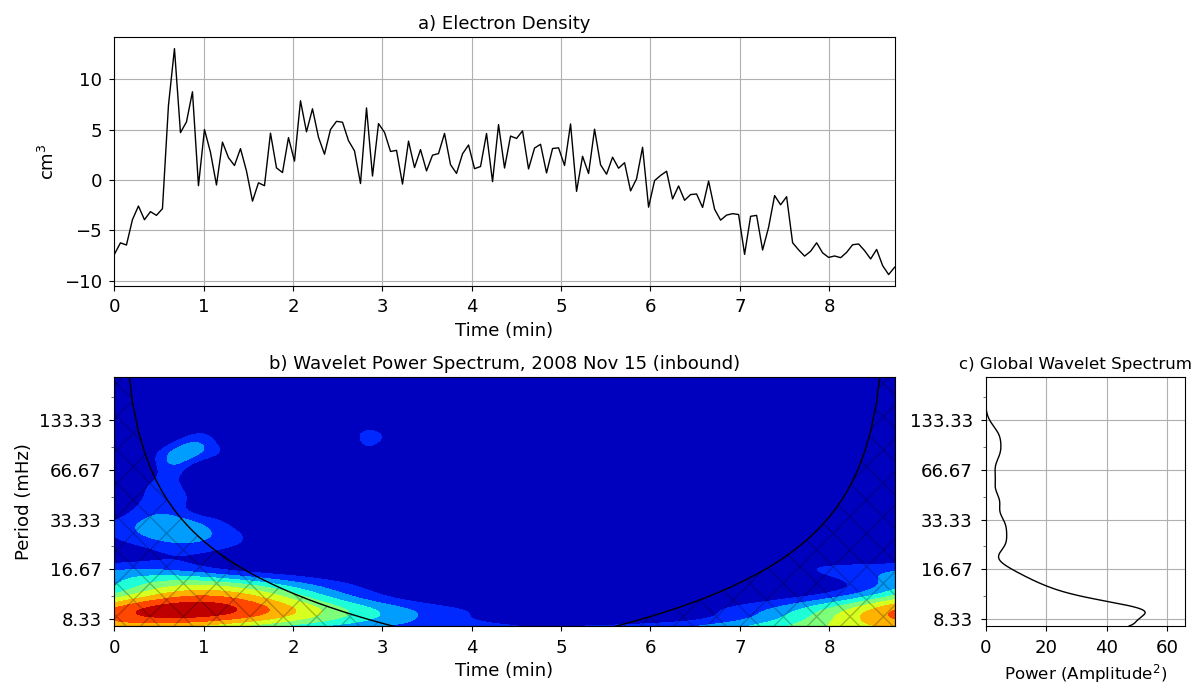 a) Electron Density
10
5
0
−5
−10
cm³
0 1 2 3 4 5 6 7 8
Time (min)
b) Wavelet Power Spectrum, 2008 Nov 15 (inbound)
133.33
66.67
33.33
16.67
8.33
Period (mHz)
0 1 2 3 4 5 6 7 8
Time (min)
c) Global Wavelet Spectrum
133.33
66.67
33.33
16.67
8.33
0 20 40 60
Power (Amplitude²)